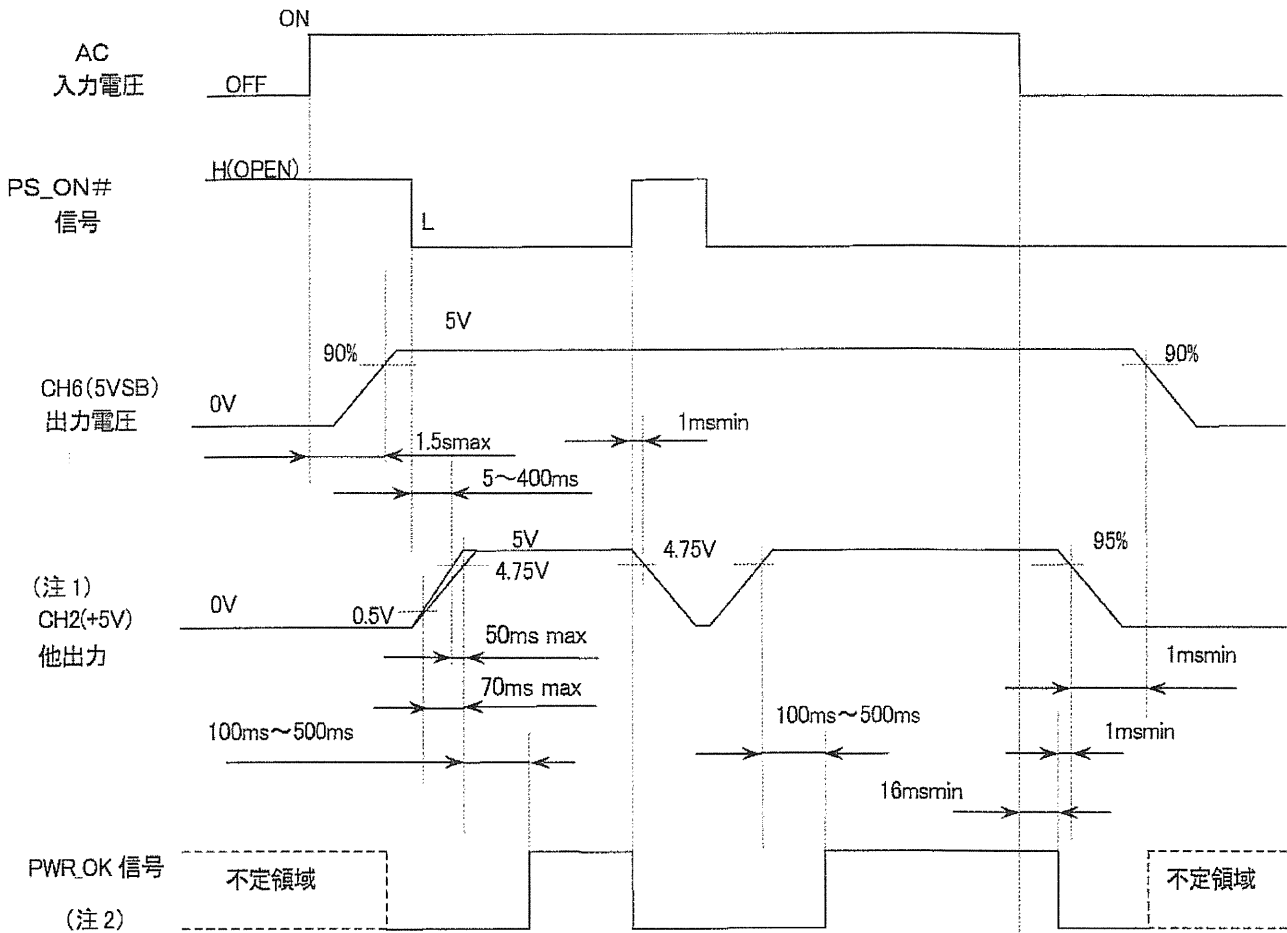 ON
AC
入力電圧
OFF
H(OPEN)
PS_ON#
信号
L
5V
90%
90%
CH6(5VSB)
出力電圧
0V
1msmin
1.5smax
5～400ms
5V
4.75V
4.75V
95%
(注1)
CH2(+5V)
他出力
0V
0.5V
50ms max
1msmin
70ms max
100ms～500ms
100ms～500ms
1msmin
16msmin
PWR_OK 信号
(注2)
不定領域
不定領域